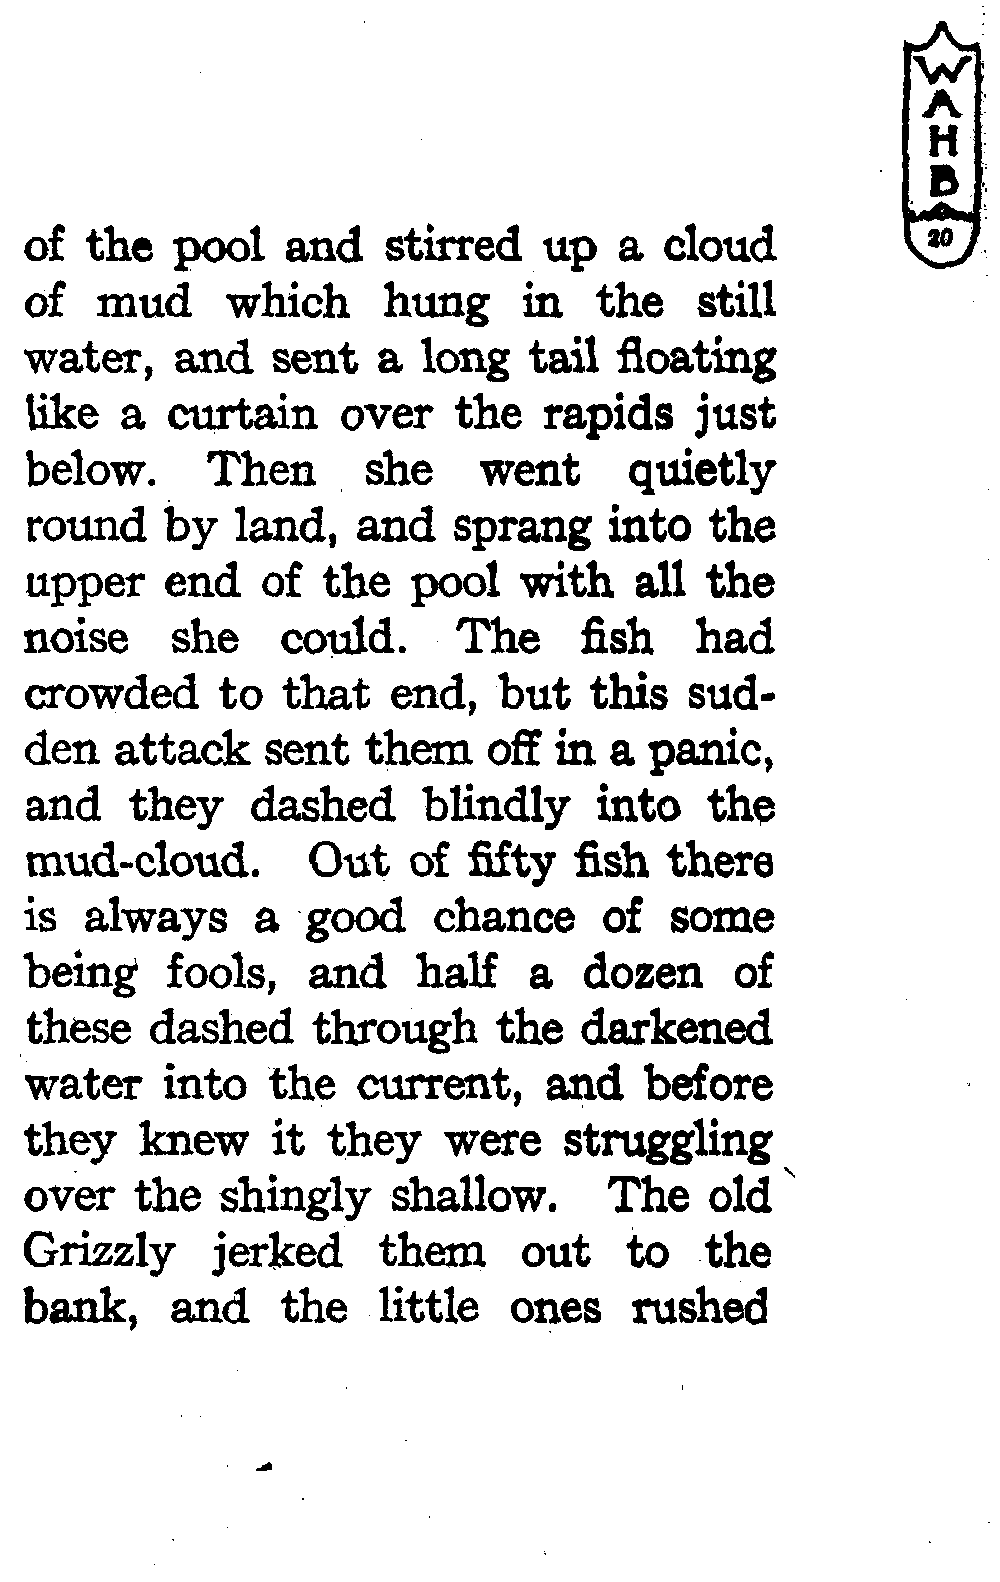 W
A
H
B
20
of the pool and stirred up a cloud
of mud which hung in the still
water, and sent a long tail floating
like a curtain over the rapids just
below. Then she went quietly
round by land, and sprang into the
upper end of the pool with all the
noise she could. The fish had
crowded to that end, but this sud-
den attack sent them off in a panic,
and they dashed blindly into the
mud-cloud. Out of fifty fish there
is always a good chance of some
being fools, and half a dozen of
these dashed through the darkened
water into the current, and before
they knew it they were struggling
over the shingly shallow. The old
Grizzly jerked them out to the
bank, and the little ones rushed